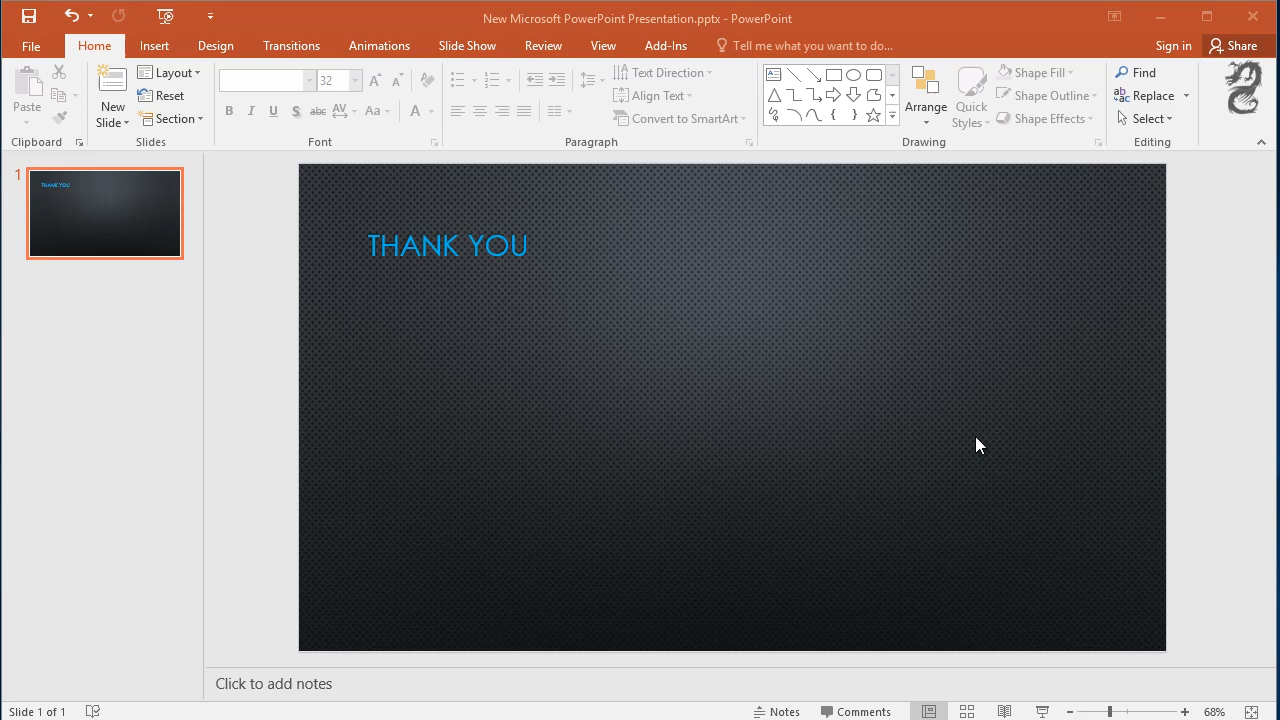 New Microsoft PowerPoint Presentation.pptx - PowerPoint
File Home Insert Design Transitions Animations Slide Show Review View Add-Ins Tell me what you want to do... Sign in Share
Paste
New Slide
Layout
Reset
Section
32
B I U S abc AV Aa A
Text Direction
Align Text
Convert to SmartArt
Arrange
Quick Styles
Shape Fill
Shape Outline
Shape Effects
Find
Replace
Select
Clipboard Slides Font Paragraph Drawing Editing
1
THANK YOU
THANK YOU
Click to add notes
Slide 1 of 1 Notes Comments 68%